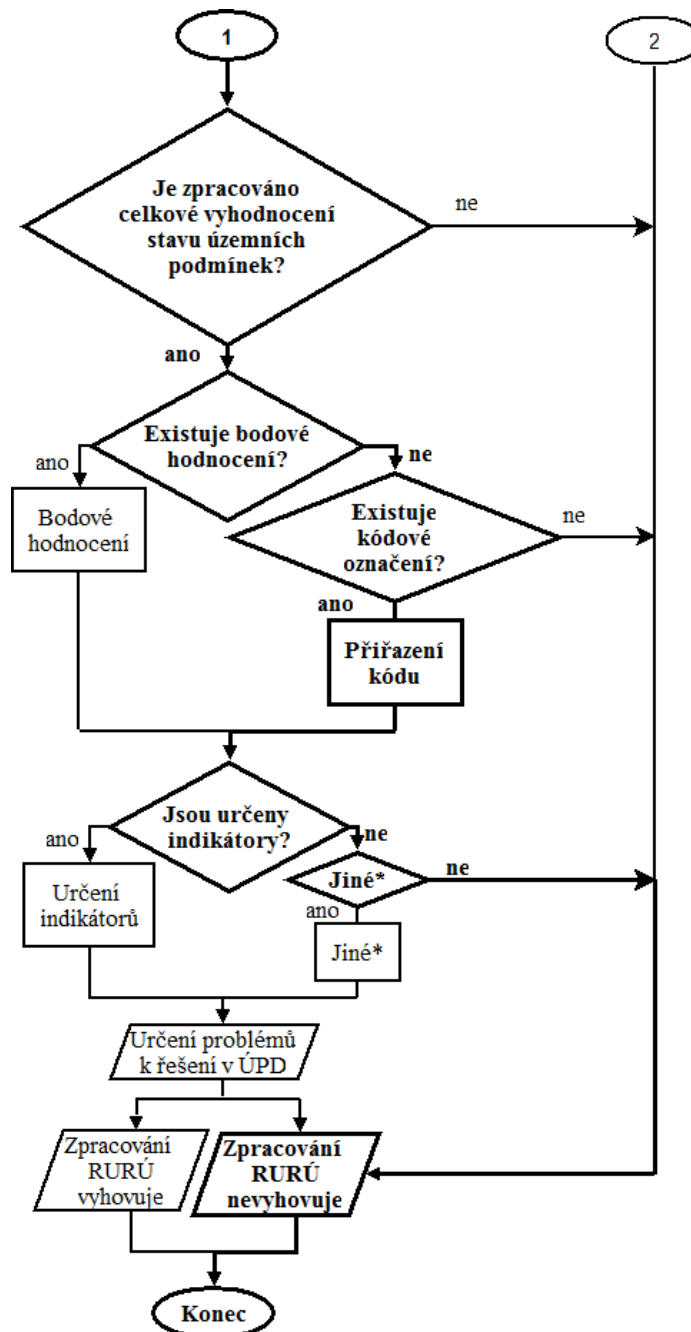 1
2
Je zpracováno
celkové vyhodnocení
stavu územních
podmínek?
ne
ano
Existuje bodové
hodnocení?
ano
ne
Bodové
hodnocení
Existuje
kódové
označení?
ne
ano
Přiřazení
kódu
Jsou určeny
indikátory?
ano
ne
Určení
indikátorů
Jiné*
ne
ano
Jiné*
Určení problémů
k řešení v ÚPD
Zpracování
RURÚ
vyhovuje
Zpracování
RURÚ
nevyhovuje
Konec